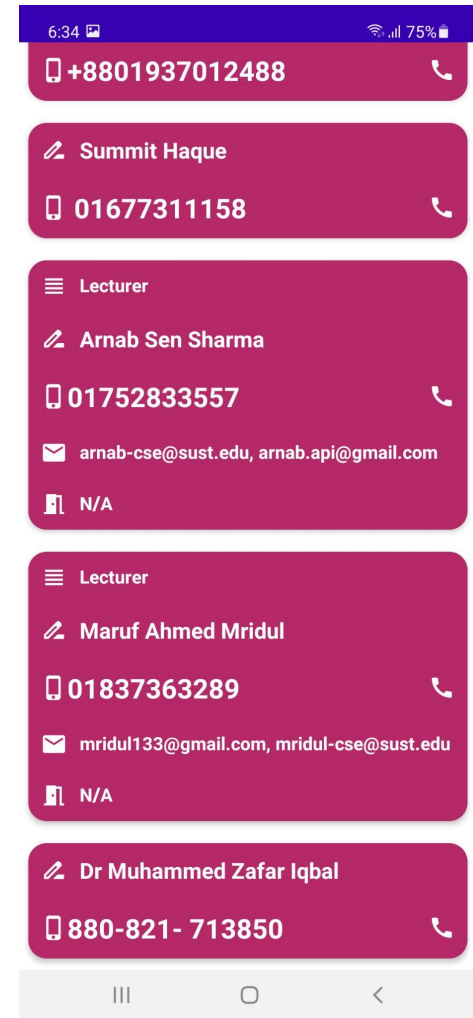 6:34 75%
+8801937012488
Summit Haque
01677311158
Lecturer
Arnab Sen Sharma
01752833557
arnab-cse@sust.edu, arnab.api@gmail.com
N/A
Lecturer
Maruf Ahmed Mridul
01837363289
mridul133@gmail.com, mridul-cse@sust.edu
N/A
Dr Muhammed Zafar Iqbal
880-821- 713850